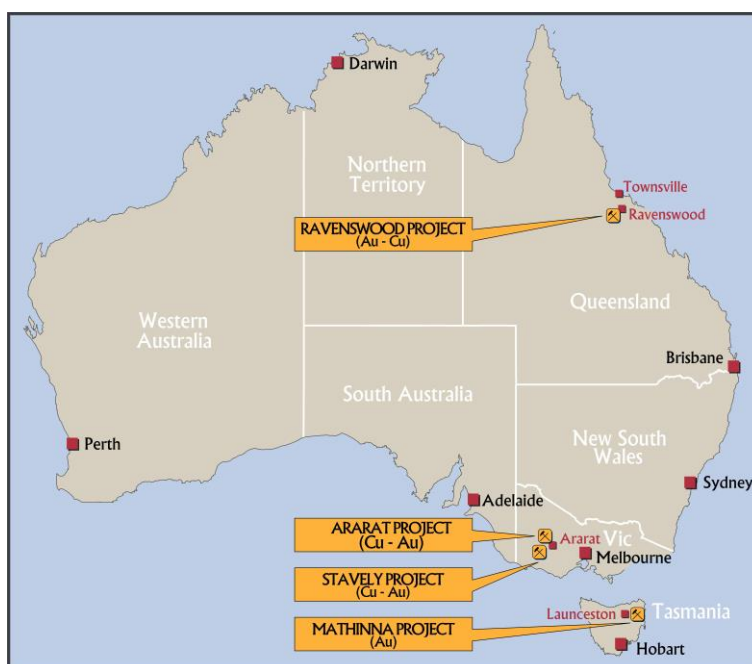 Darwin
Northern
Territory
Townsville
Ravenswood
RAVENSWOOD PROJECT
(Au - Cu)
Queensland
Western
Australia
Brisbane
South Australia
New South
Wales
Perth
Sydney
Adelaide
ARARAT PROJECT
(Cu - Au)
Ararat
Vic
Melbourne
STAVELY PROJECT
(Cu - Au)
Launceston
Tasmania
MATHINNA PROJECT
(Au)
Hobart